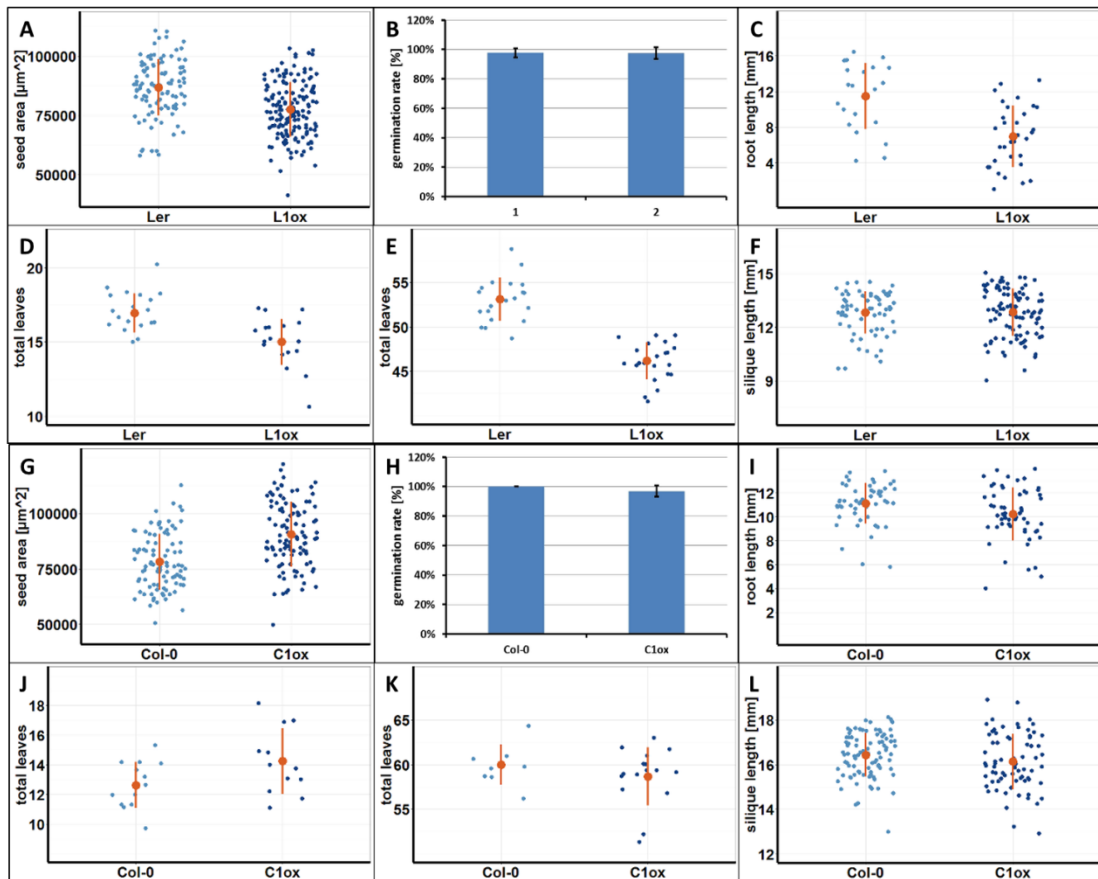 A
seed area [µm^2]
100000
75000
50000
Ler
L1ox
B
germination rate [%]
120%
100%
80%
60%
40%
20%
0%
1
2
C
root length [mm]
16
12
8
4
Ler
L1ox
D
total leaves
20
15
10
Ler
L1ox
E
total leaves
55
50
45
Ler
L1ox
F
silique length [mm]
15
12
9
Ler
L1ox
G
seed area [µm^2]
100000
75000
50000
Col-0
C1ox
H
germination rate [%]
120%
100%
80%
60%
40%
20%
0%
Col-0
C1ox
I
root length [mm]
12
10
8
6
4
2
Col-0
C1ox
J
total leaves
18
16
14
12
10
Col-0
C1ox
K
total leaves
65
60
55
Col-0
C1ox
L
silique length [mm]
18
16
14
12
Col-0
C1ox